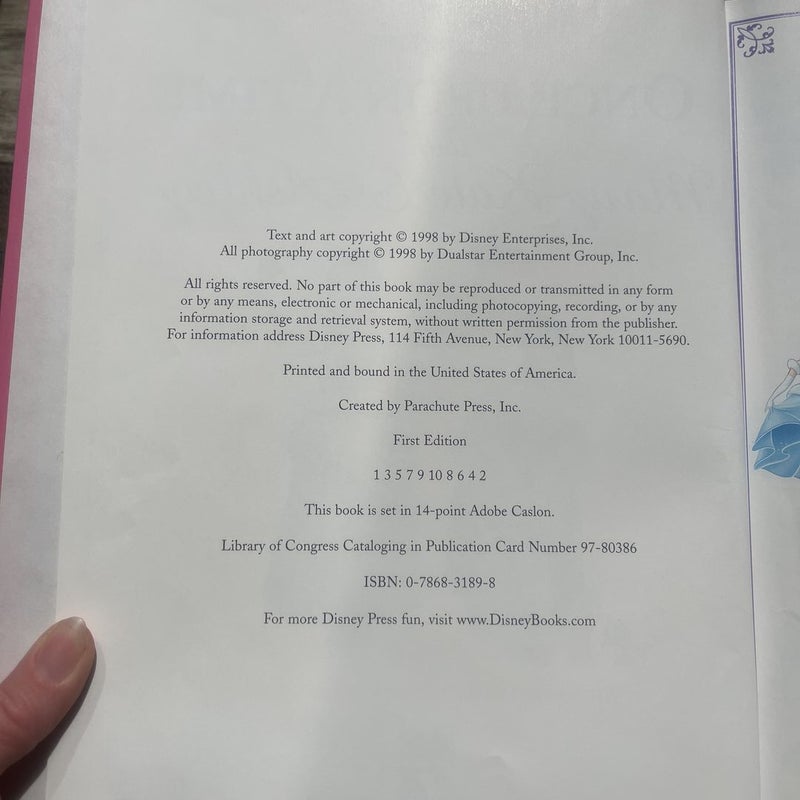 Text and art copyright © 1998 by Disney Enterprises, Inc.
All photography copyright © 1998 by Dualstar Entertainment Group, Inc.
All rights reserved. No part of this book may be reproduced or transmitted in any form
or by any means, electronic or mechanical, including photocopying, recording, or by any
information storage and retrieval system, without written permission from the publisher.
For information address Disney Press, 114 Fifth Avenue, New York, New York 10011-5690.
Printed and bound in the United States of America.
Created by Parachute Press, Inc.
First Edition
1 3 5 7 9 10 8 6 4 2
This book is set in 14-point Adobe Caslon.
Library of Congress Cataloging in Publication Card Number 97-80386
ISBN: 0-7868-3189-8
For more Disney Press fun, visit www.DisneyBooks.com